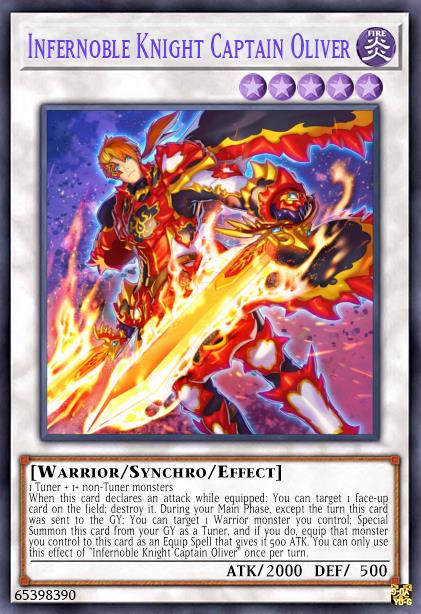 INFERNOBLE KNIGHT CAPTAIN OLIVER
FIRE
炎
[WARRIOR/SYNCHRO/EFFECT]
1 Tuner + 1+ non-Tuner monsters
When this card declares an attack while equipped: You can target 1 face-up
card on the field; destroy it. During your Main Phase, except the turn this card
was sent to the GY: You can target 1 Warrior monster you control; Special
Summon this card from your GY as a Tuner, and if you do, equip that monster
you control to this card as an Equip Spell that gives it 500 ATK. You can only use
this effect of "Infernoble Knight Captain Oliver" once per turn.
ATK/2000 DEF/ 500
65398390